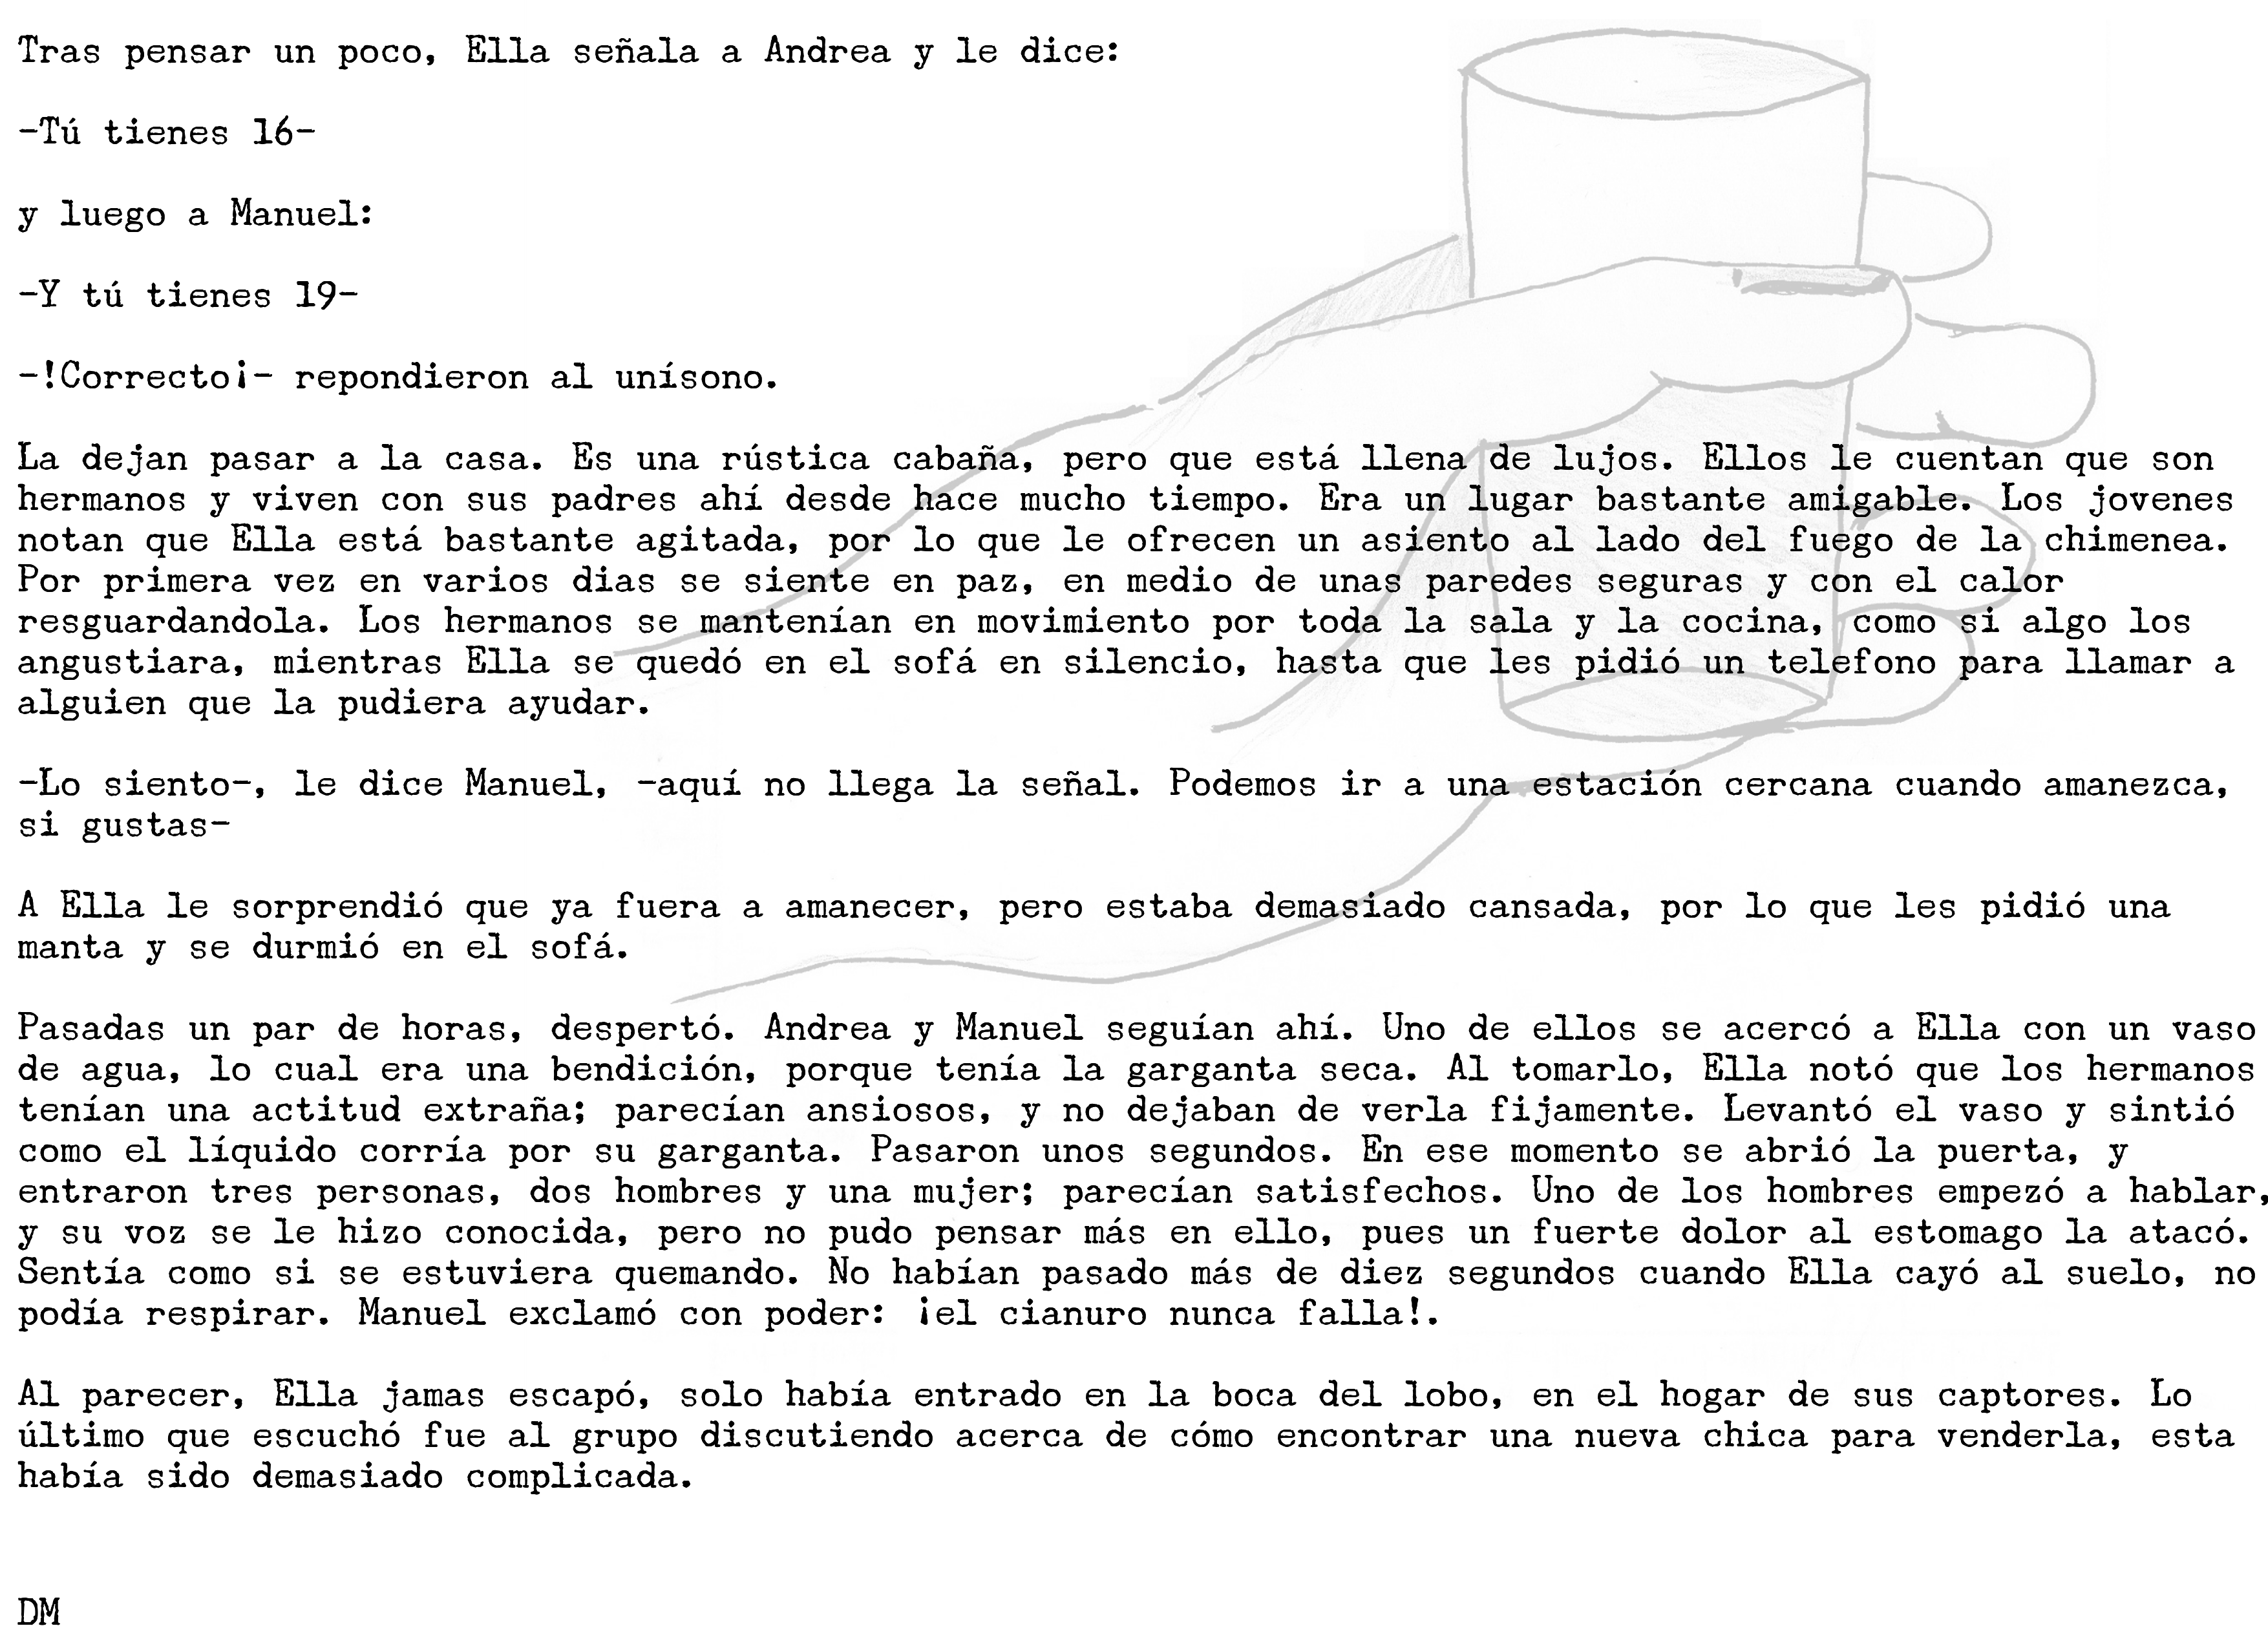 Tras pensar un poco, Ella señala a Andrea y le dice:
-Tú tienes 16-
y luego a Manuel:
-Y tú tienes 19-
-!Correcto¡- repondieron al unísono.
La dejan pasar a la casa. Es una rústica cabaña, pero que está llena de lujos. Ellos le cuentan que son
hermanos y viven con sus padres ahí desde hace mucho tiempo. Era un lugar bastante amigable. Los jovenes
notan que Ella está bastante agitada, por lo que le ofrecen un asiento al lado del fuego de la chimenea.
Por primera vez en varios dias se siente en paz, en medio de unas paredes seguras y con el calor
resguardandola. Los hermanos se mantenían en movimiento por toda la sala y la cocina, como si algo los
angustiara, mientras Ella se quedó en el sofá en silencio, hasta que les pidió un telefono para llamar a
alguien que la pudiera ayudar.
-Lo siento-, le dice Manuel, -aquí no llega la señal. Podemos ir a una estación cercana cuando amanezca,
si gustas-
A Ella le sorprendió que ya fuera a amanecer, pero estaba demasiado cansada, por lo que les pidió una
manta y se durmió en el sofá.
Pasadas un par de horas, despertó. Andrea y Manuel seguían ahí. Uno de ellos se acercó a Ella con un vaso
de agua, lo cual era una bendición, porque tenía la garganta seca. Al tomarlo, Ella notó que los hermanos
tenían una actitud extraña; parecían ansiosos, y no dejaban de verla fijamente. Levantó el vaso y sintió
como el líquido corría por su garganta. Pasaron unos segundos. En ese momento se abrió la puerta, y
entraron tres personas, dos hombres y una mujer; parecían satisfechos. Uno de los hombres empezó a hablar,
y su voz se le hizo conocida, pero no pudo pensar más en ello, pues un fuerte dolor al estomago la atacó.
Sentía como si se estuviera quemando. No habían pasado más de diez segundos cuando Ella cayó al suelo, no
podía respirar. Manuel exclamó con poder: ¡el cianuro nunca falla!.
Al parecer, Ella jamas escapó, solo había entrado en la boca del lobo, en el hogar de sus captores. Lo
último que escuchó fue al grupo discutiendo acerca de cómo encontrar una nueva chica para venderla, esta
había sido demasiado complicada.
DM